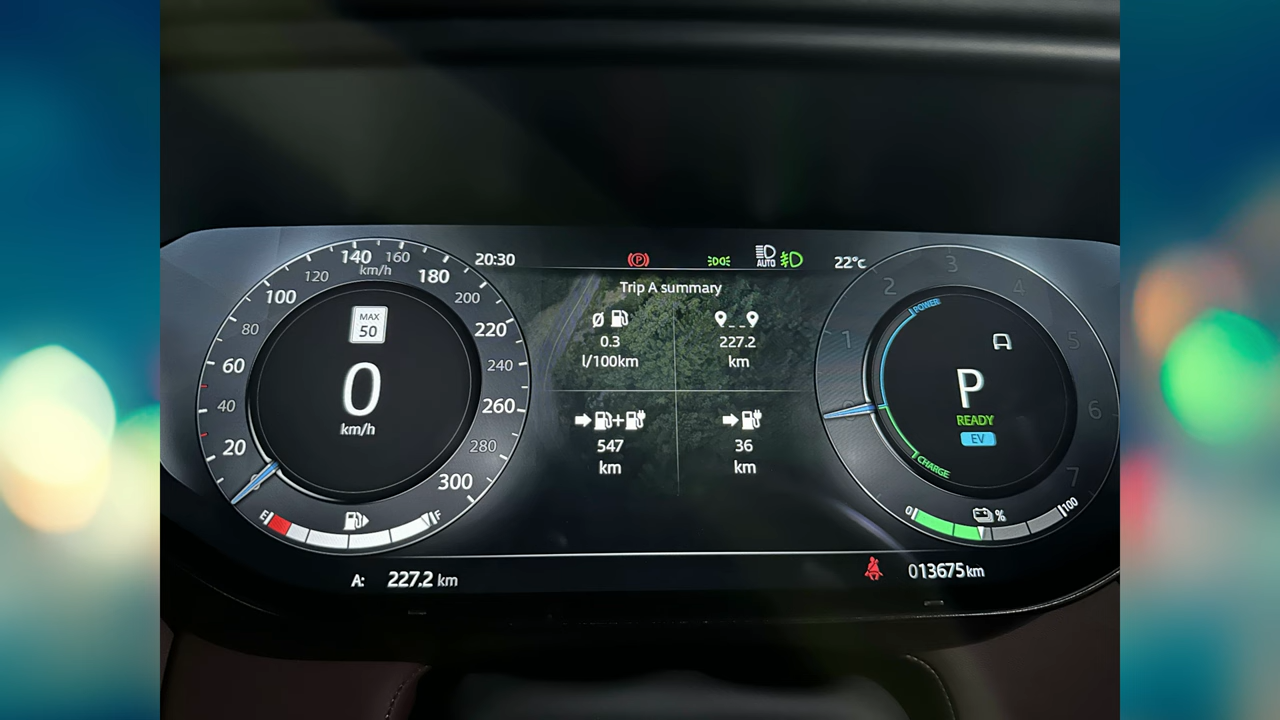 20:30
22°c
Trip A summary
0.3
l/100km
227.2
km
547
km
36
km
20
40
60
80
100
120
140
160
180
200
220
240
260
280
300
km/h
MAX
50
0
km/h
E
F
AUTO
1
2
3
4
5
6
7
POWER
P
READY
EV
CHARGE
0
%
100
A: 227.2 km
013675 km